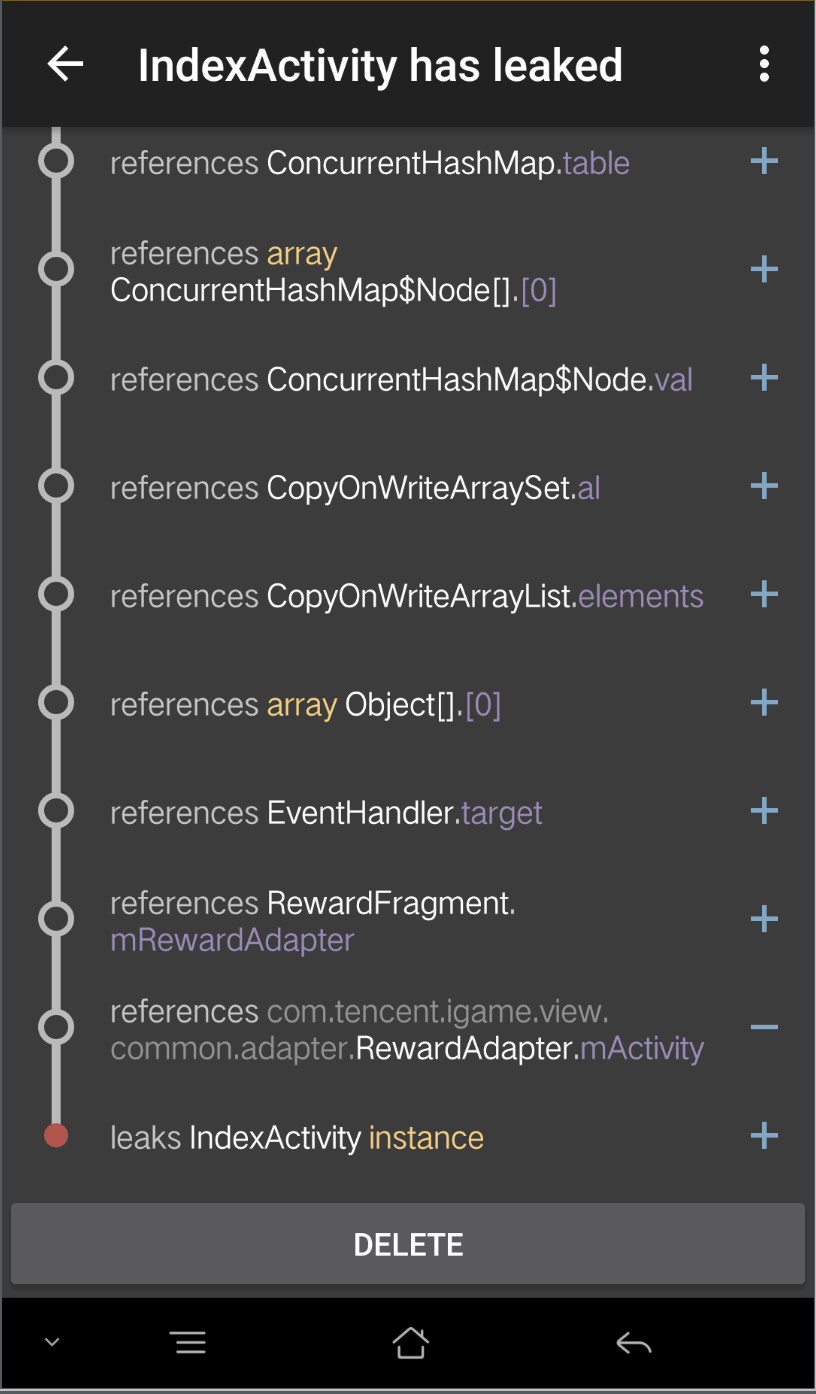 IndexActivity has leaked
references ConcurrentHashMap.table
references array
ConcurrentHashMap$Node[].[0]
references ConcurrentHashMap$Node.val
references CopyOnWriteArraySet.al
references CopyOnWriteArrayList.elements
references array Object[].[0]
references EventHandler.target
references RewardFragment.
mRewardAdapter
references com.tencent.igame.view.
common.adapter.RewardAdapter.mActivity
leaks IndexActivity instance
DELETE